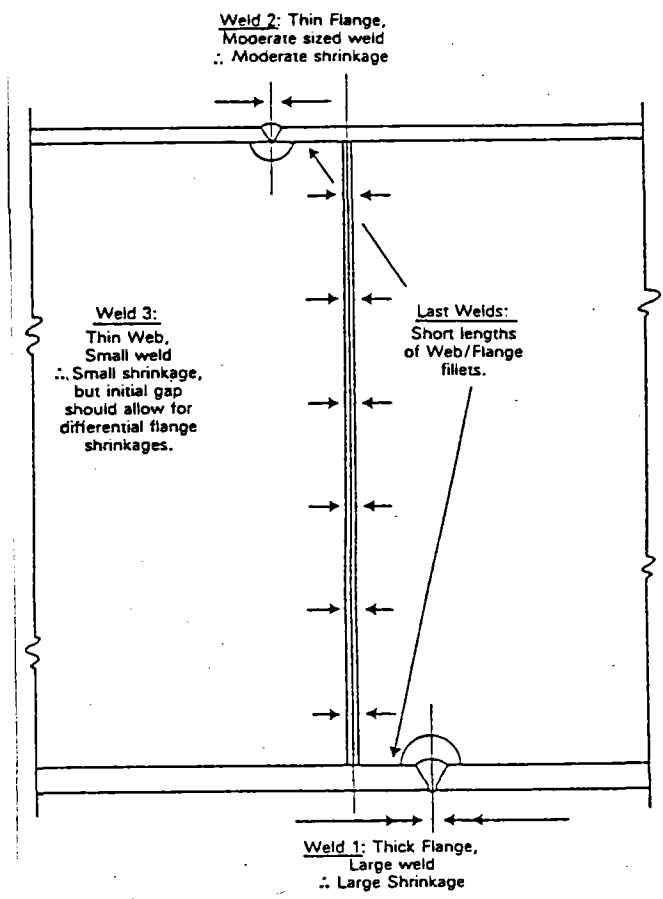 Weld 2: Thin Flange,
Moderate sized weld
∴ Moderate shrinkage
Weld 3:
Thin Web,
Small weld
∴ Small shrinkage,
but initial gap
should allow for
differential flange
shrinkages.
Last Welds:
Short lengths
of Web/Flange
fillets.
Weld 1: Thick Flange,
Large weld
∴ Large Shrinkage